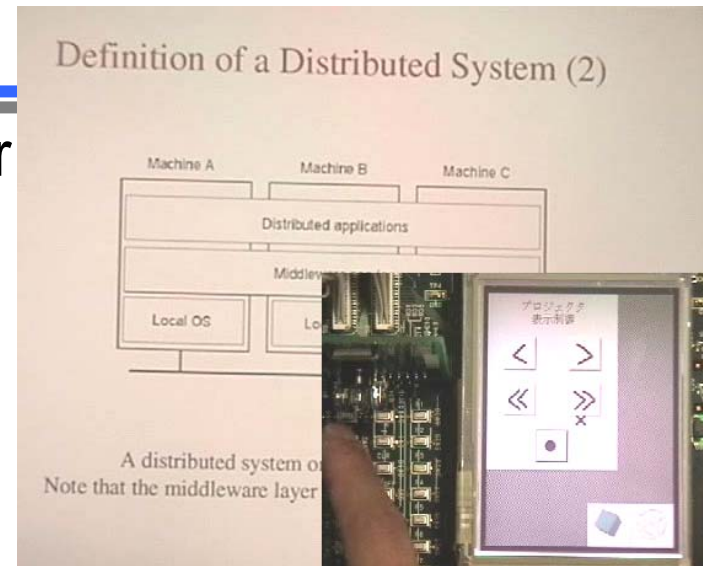 Definition of a Distributed System (2)
r
Machine A
Machine B
Machine C
Distributed applications
Local OS
A distributed system
Note that the middleware layer
プロジェクタ
表示制御
<
>
≪
≫
×